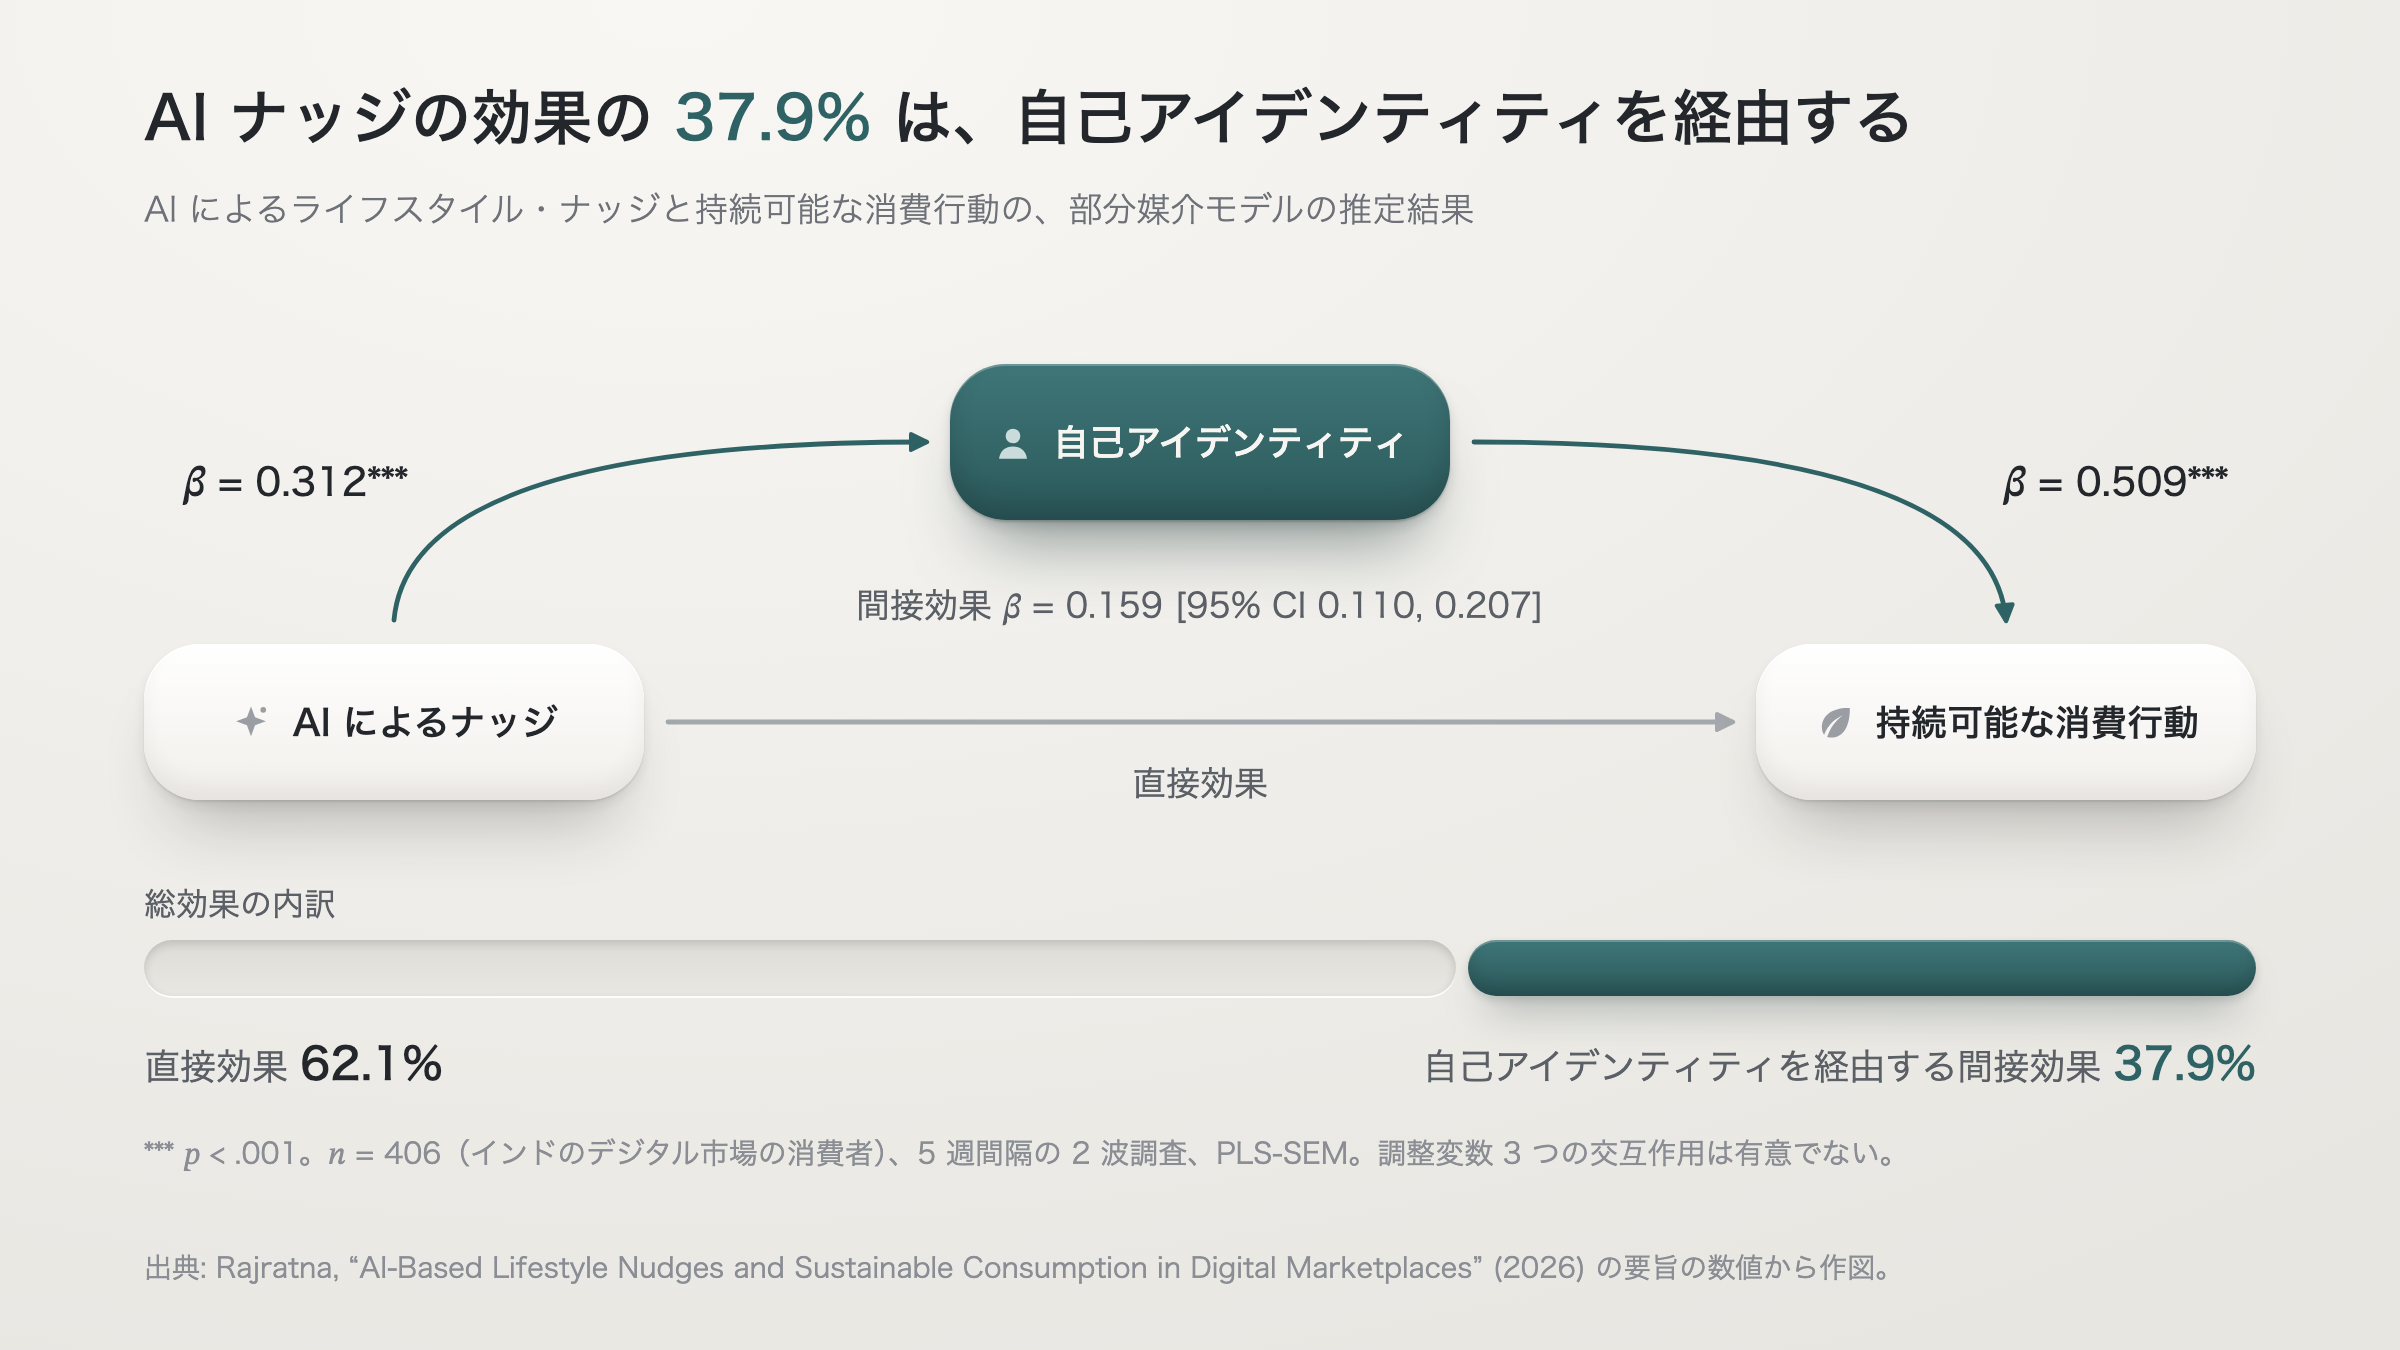 AI ナッジの効果の 37.9% は、自己アイデンティティを経由する
AI によるライフスタイル・ナッジと持続可能な消費行動の、部分媒介モデルの推定結果
自己アイデンティティ
β = 0.312***
β = 0.509***
間接効果 β = 0.159 [95% CI 0.110, 0.207]
AI によるナッジ
持続可能な消費行動
直接効果
総効果の内訳
直接効果 62.1%
自己アイデンティティを経由する間接効果 37.9%
*** p < .001。n = 406（インドのデジタル市場の消費者）、5 週間隔の 2 波調査、PLS-SEM。調整変数 3 つの交互作用は有意でない。
出典: Rajratna, “AI-Based Lifestyle Nudges and Sustainable Consumption in Digital Marketplaces” (2026) の要旨の数値から作図。